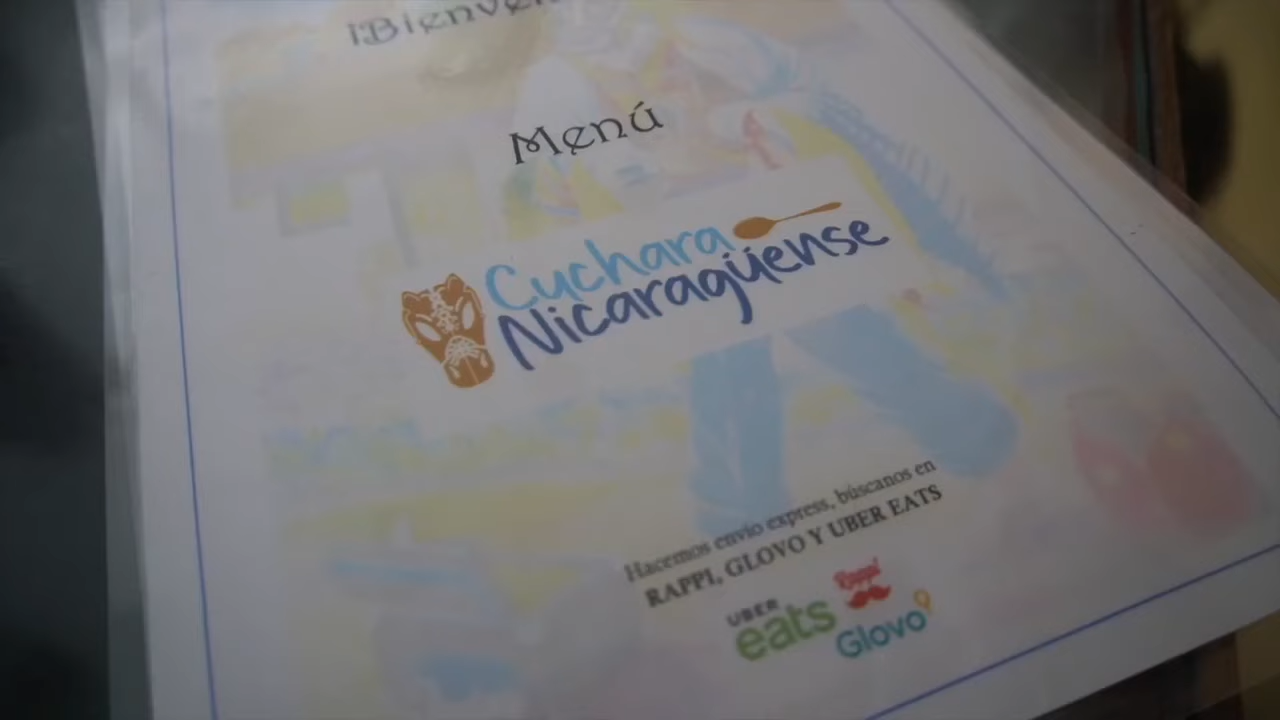 Menú
Cuchara
Nicaragüense
Hacemos envío express, búscanos en
RAPPI, GLOVO Y UBER EATS
UBER
eats
Rappi
Glovo